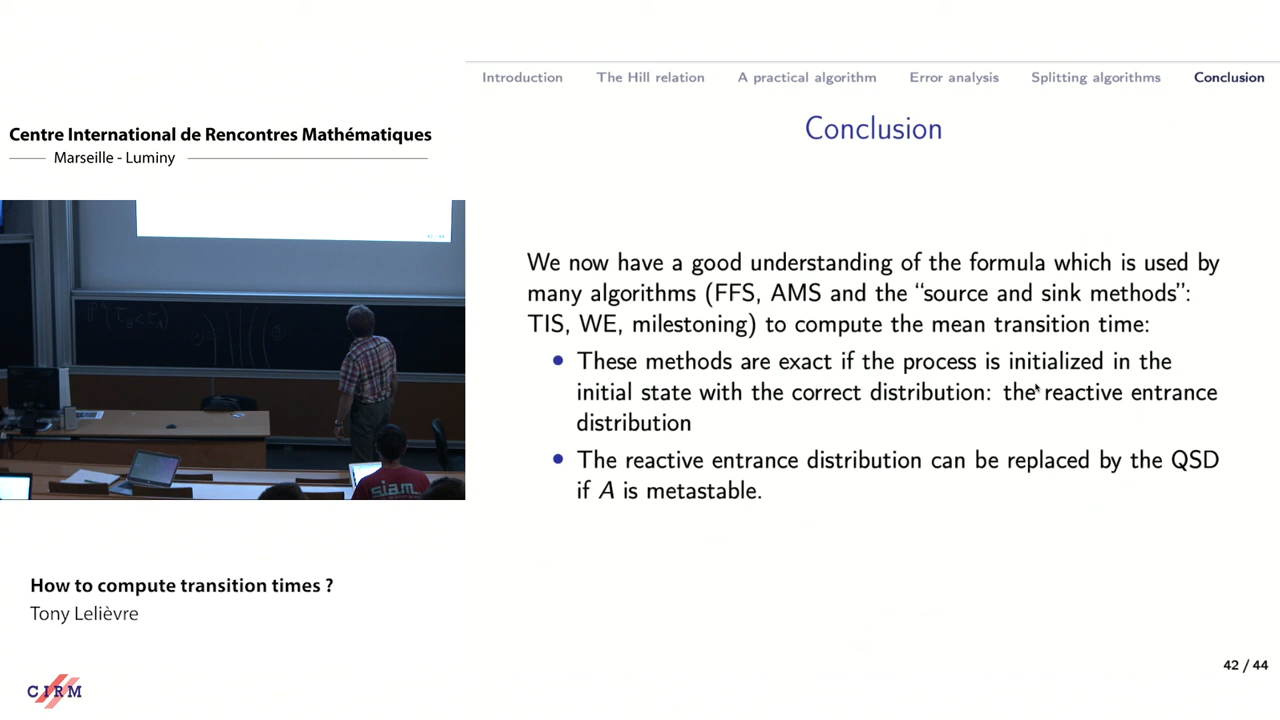 Introduction The Hill relation A practical algorithm Error analysis Splitting algorithms Conclusion
Conclusion
Centre International de Rencontres Mathématiques
Marseille - Luminy
We now have a good understanding of the formula which is used by
many algorithms (FFS, AMS and the “source and sink methods”:
TIS, WE, milestoning) to compute the mean transition time:
• These methods are exact if the process is initialized in the
initial state with the correct distribution: the reactive entrance
distribution
• The reactive entrance distribution can be replaced by the QSD
if A is metastable.
42 / 44
siam
How to compute transition times ?
Tony Lelièvre
42 / 44
CIRM